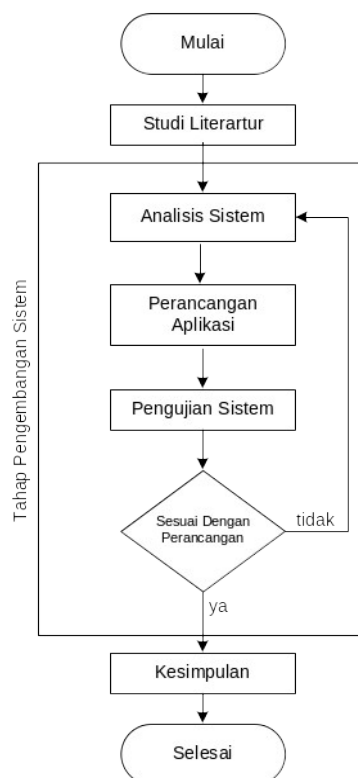 Mulai
Studi Literartur
Tahap Pengembangan Sistem
Analisis Sistem
Perancangan
Aplikasi
Pengujian Sistem
Sesuai Dengan
Perancangan
tidak
ya
Kesimpulan
Selesai